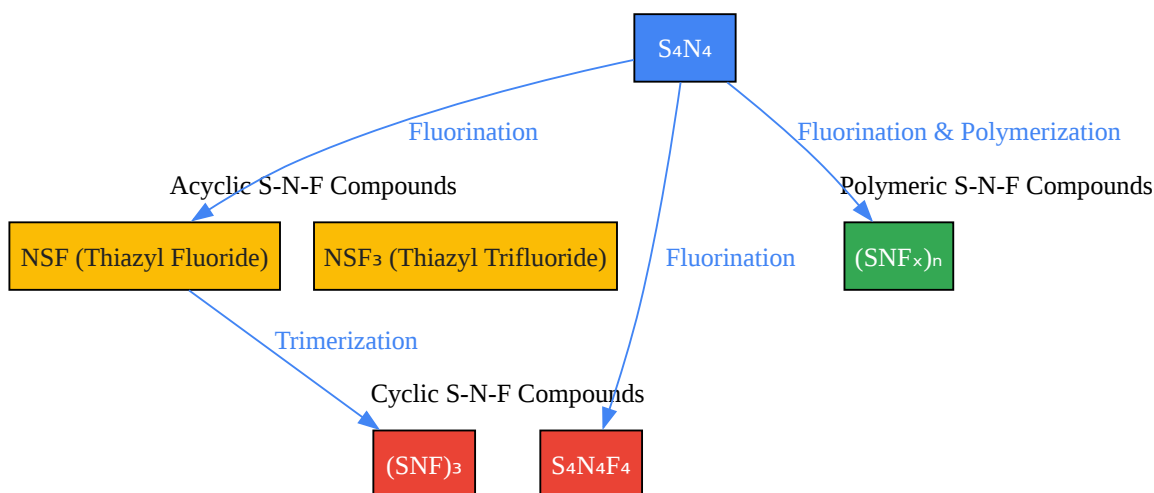 S₄N₄
Fluorination
Fluorination & Polymerization
Acyclic S-N-F Compounds
Polymeric S-N-F Compounds
NSF (Thiazyl Fluoride)
NSF₃ (Thiazyl Trifluoride)
Fluorination
(SNFₓ)ₙ
Trimerization
Cyclic S-N-F Compounds
(SNF)₃
S₄N₄F₄